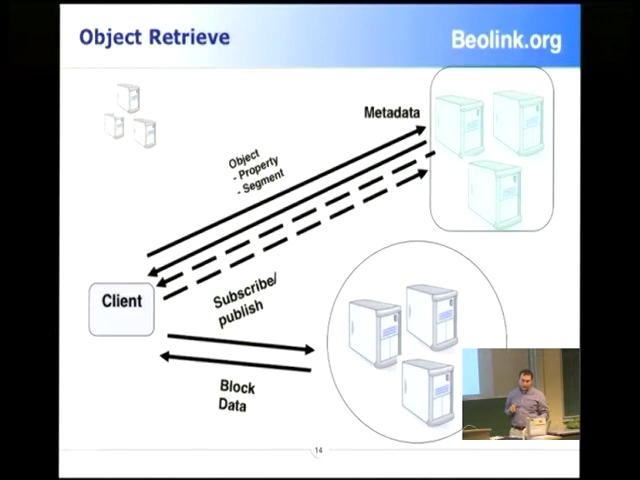 Object Retrieve
Beolink.org
Metadata
Object
- Property
- Segment
Subscribe/
publish
Client
Block
Data
14